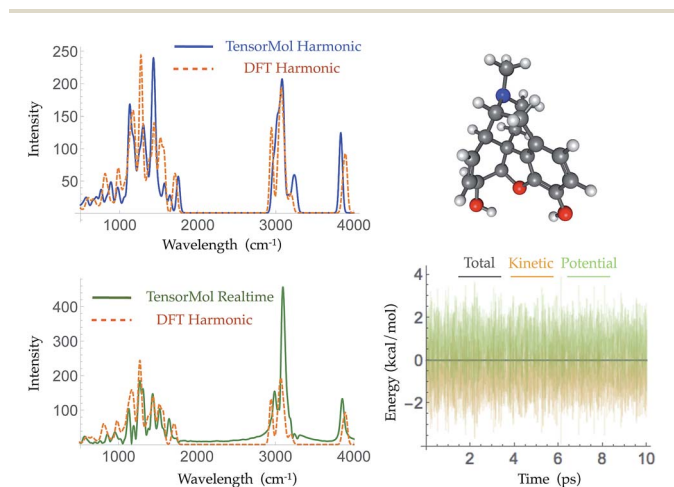 TensorMol Harmonic
DFT Harmonic
250
200
150
100
50
Intensity
1000 2000 3000 4000
Wavelength (cm-1)
TensorMol Realtime
DFT Harmonic
400
300
200
100
Intensity
1000 2000 3000 4000
Wavelength (cm-1)
Total Kinetic Potential
4
2
0
−2
Energy (kcal/mol)
2 4 6 8 10
Time (ps)